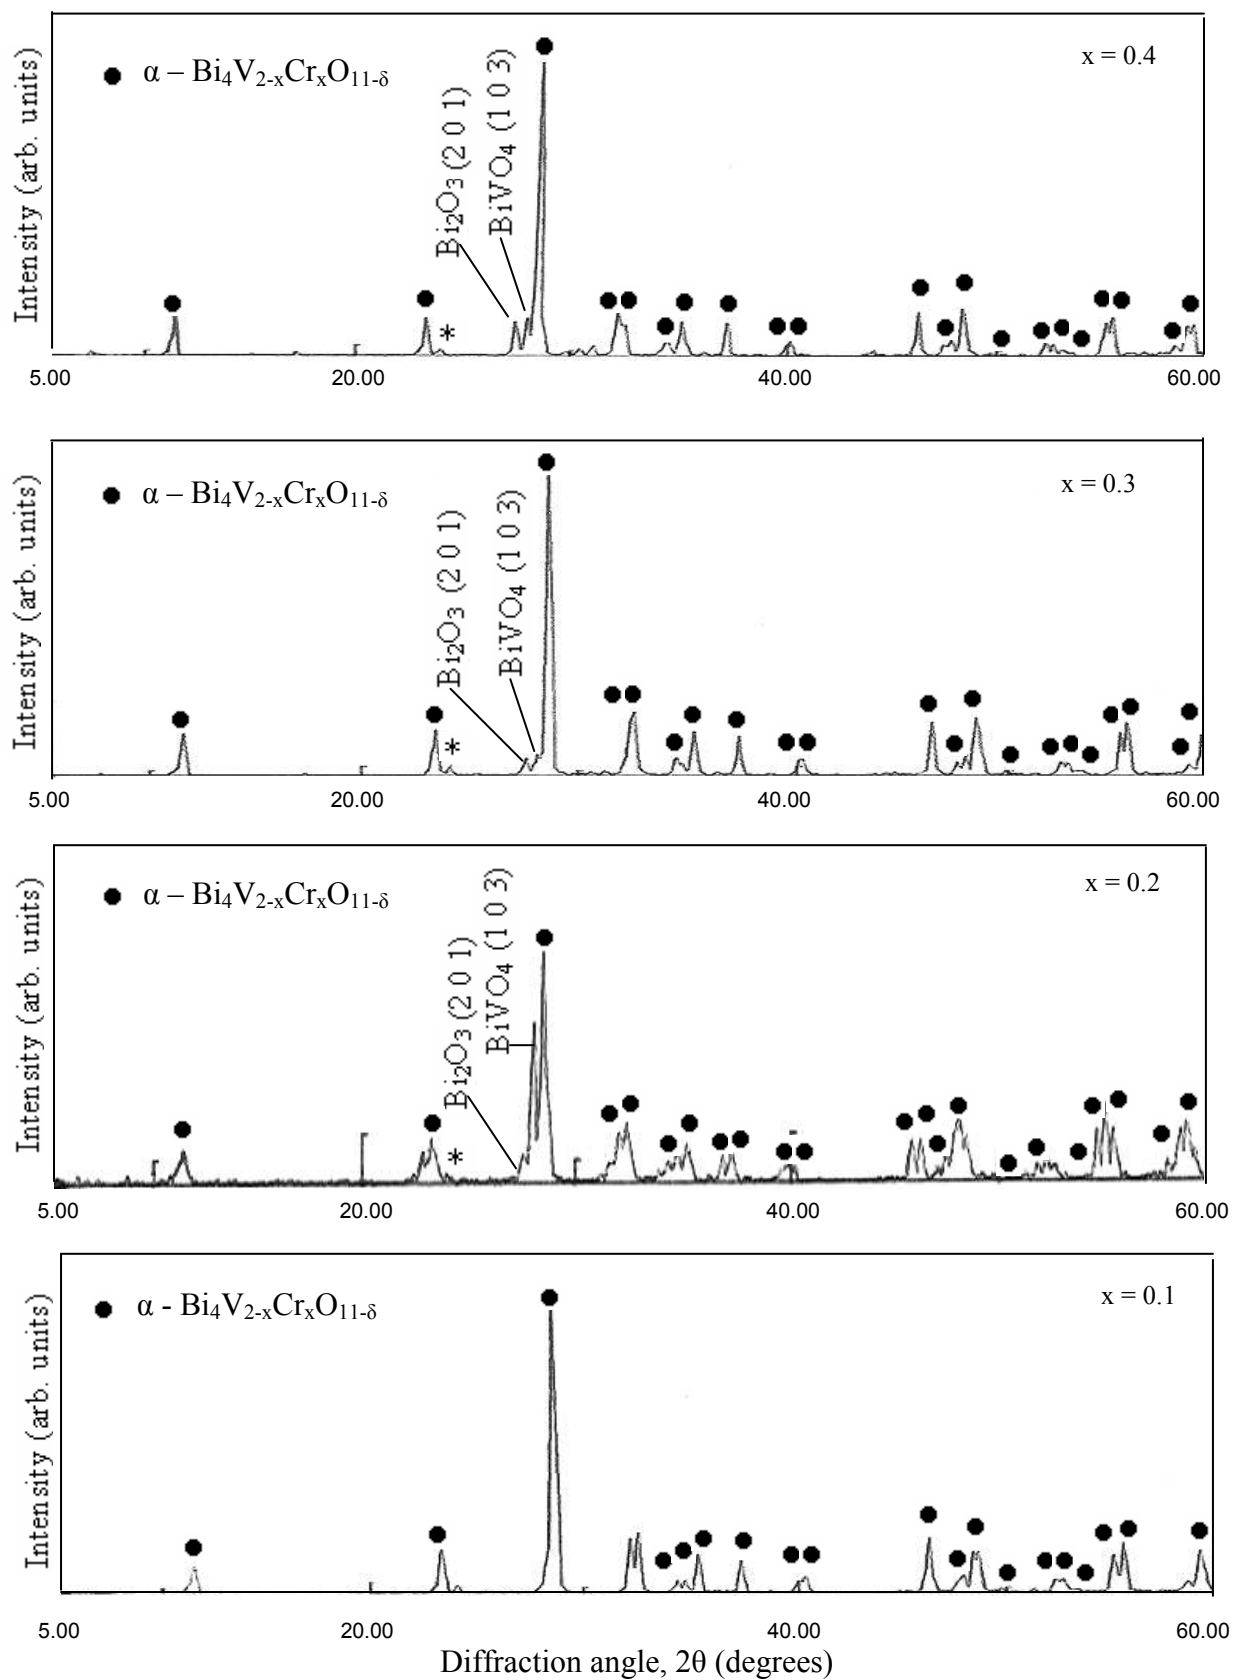 Intensity (arb. units)
α – Bi₄V₂₋ₓCrₓO₁₁₋δ
x = 0.4
Bi₂O₃ (2 0 1)
BiVO₄ (1 0 3)
*
5.00 20.00 40.00 60.00
Intensity (arb. units)
α – Bi₄V₂₋ₓCrₓO₁₁₋δ
x = 0.3
Bi₂O₃ (2 0 1)
BiVO₄ (1 0 3)
*
5.00 20.00 40.00 60.00
Intensity (arb. units)
α – Bi₄V₂₋ₓCrₓO₁₁₋δ
x = 0.2
Bi₂O₃ (2 0 1)
BiVO₄ (1 0 3)
*
5.00 20.00 40.00 60.00
Intensity (arb. units)
α - Bi₄V₂₋ₓCrₓO₁₁₋δ
x = 0.1
5.00 20.00 40.00 60.00
Diffraction angle, 2θ (degrees)